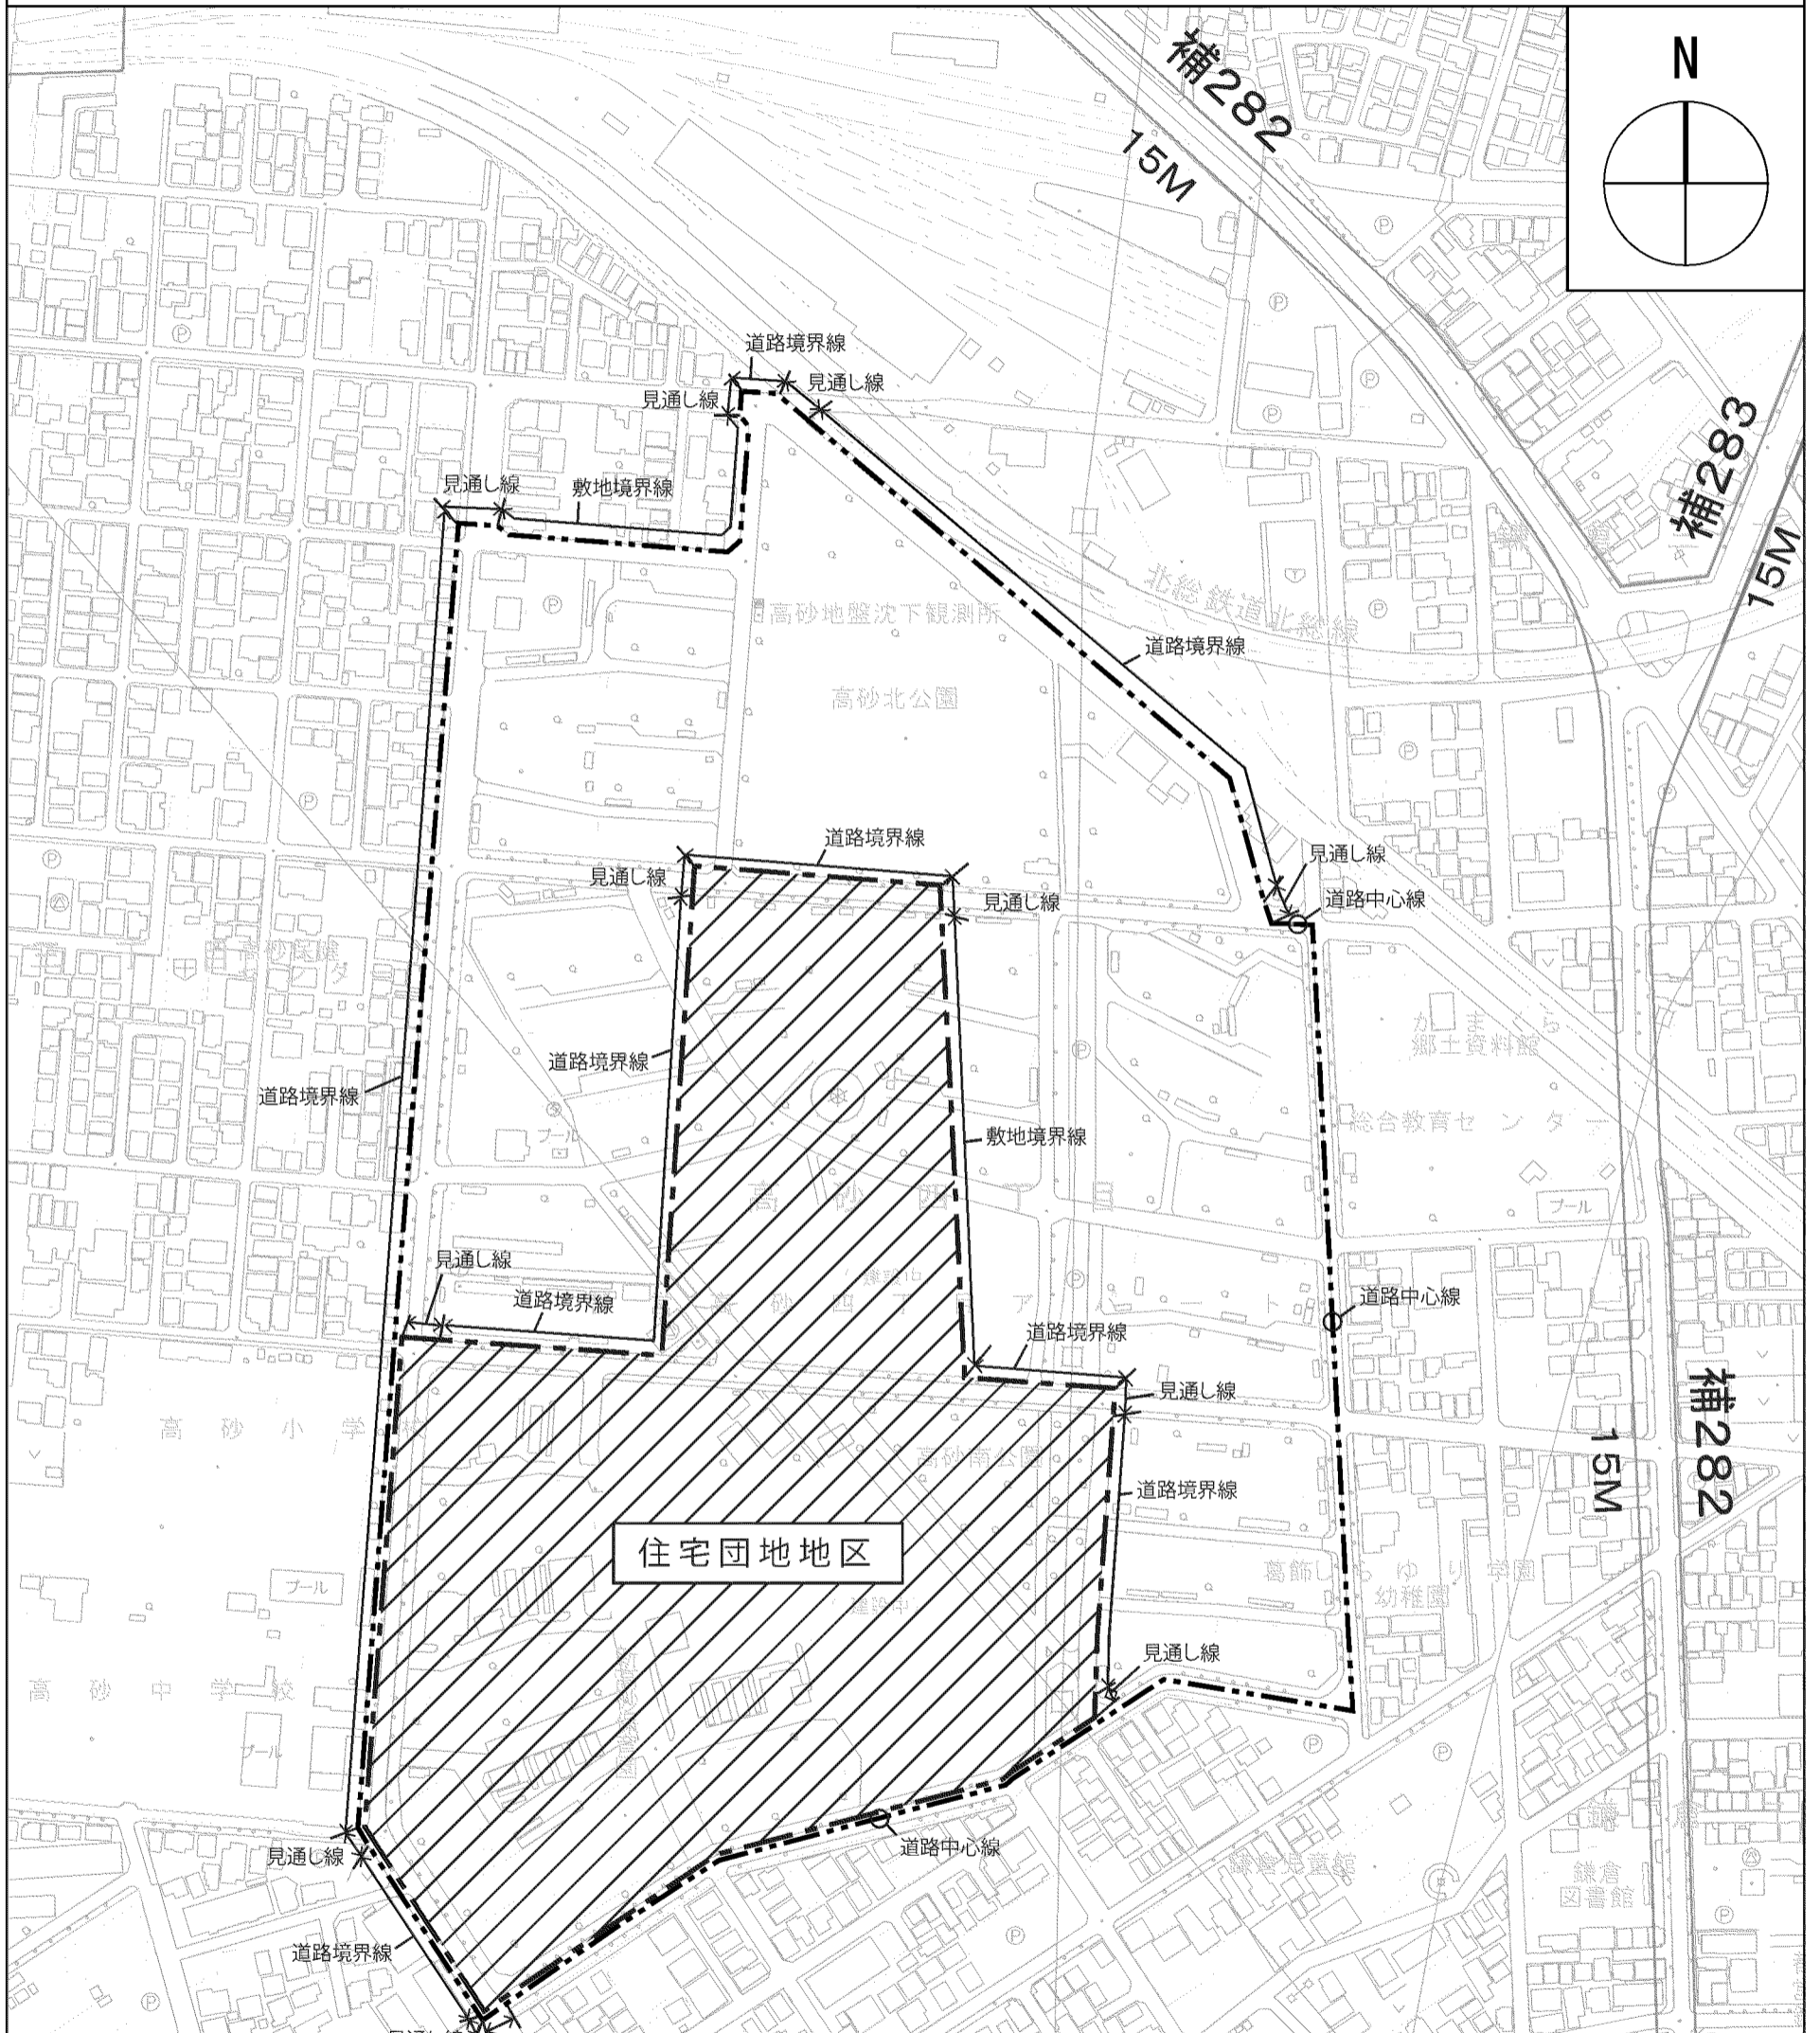 N
補282
15M
補283
15M
道路境界線
見通し線
見通し線
見通し線
敷地境界線
高砂地盤沈下観測所
北総鉄道北総線
道路境界線
高砂北公園
道路境界線
見通し線
見通し線
見通し線
道路中心線
道路境界線
道路境界線
敷地境界線
プール
郷土資料館
総合教育センター
プール
高砂四丁目
見通し線
道路境界線
道路中心線
道路境界線
見通し線
高砂小学校
高砂南公園
道路境界線
補282
15M
住宅団地地区
建設中
プール
幼稚園
見通し線
高砂中学校
プール
見通し線
道路中心線
道路境界線
鎌倉
図書館